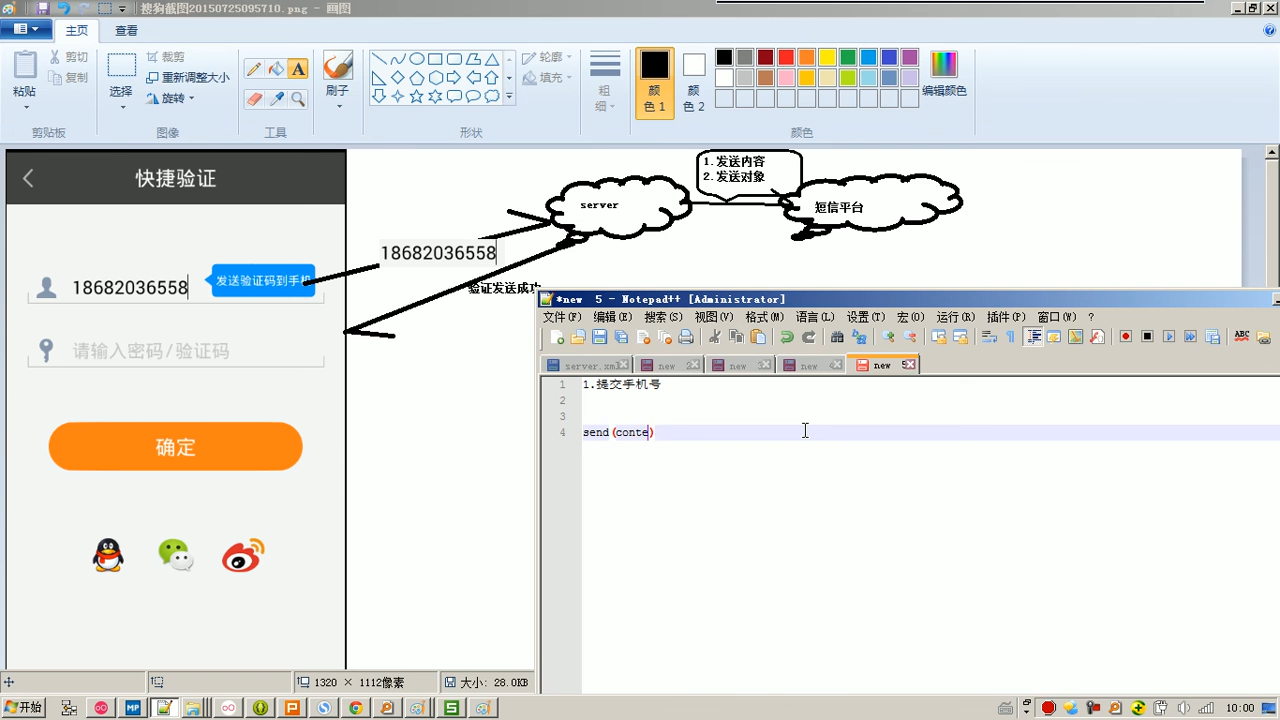 搜狗截图20150725095710.png - 画图
主页
查看
粘贴
剪切
复制
剪贴板
选择
裁剪
重新调整大小
旋转
图像
A
工具
刷子
形状
轮廓
填充
粗
细
颜
色 1
颜
色 2
编辑颜色
颜色
快捷验证
18682036558
发送验证码到手机
请输入密码/验证码
确定
18682036558
验证发送成功
server
1.发送内容
2.发送对象
短信平台
*new 5 - Notepad++ [Administrator]
文件(F) 编辑(E) 搜索(S) 视图(V) 格式(M) 语言(L) 设置(T) 宏(O) 运行(R) 插件(P) 窗口(W) ?
ABC
server.xml
new
new
new
new
1 1.提交手机号
2
3
4 send(conte)
1320 × 1112像素
大小: 28.0KB
开始
MP
10:00